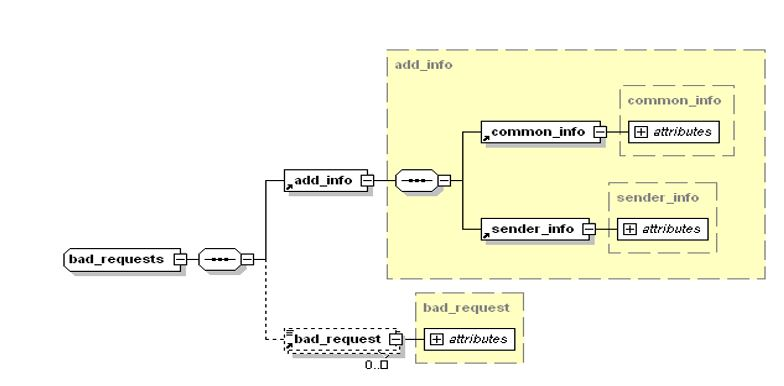 add_info
common_info
common_info
attributes
add_info
sender_info
sender_info
attributes
bad_requests
bad_request
bad_request
attributes
0..